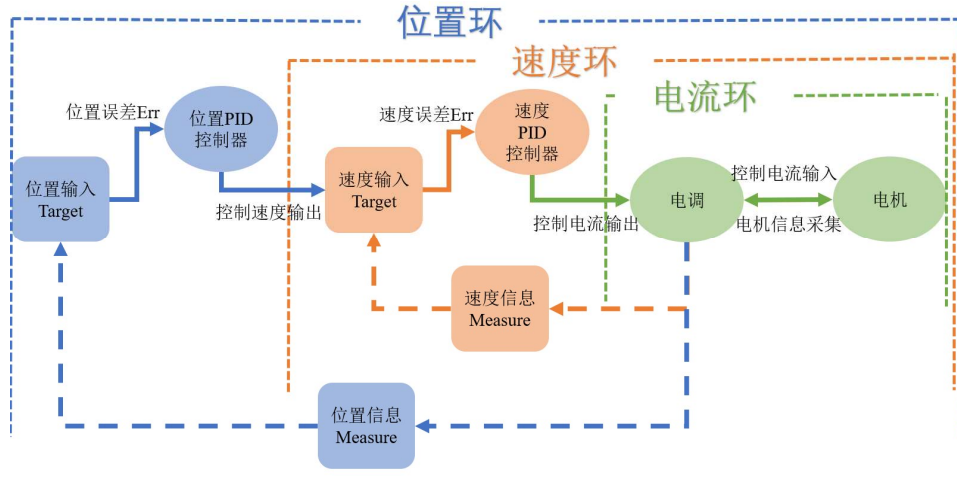 位置环
速度环
电流环
位置误差Err
位置PID
控制器
速度误差Err
速度
PID
控制器
位置输入
Target
控制速度输出
速度输入
Target
控制电流输出
电调
控制电流输入
电机信息采集
电机
速度信息
Measure
位置信息
Measure